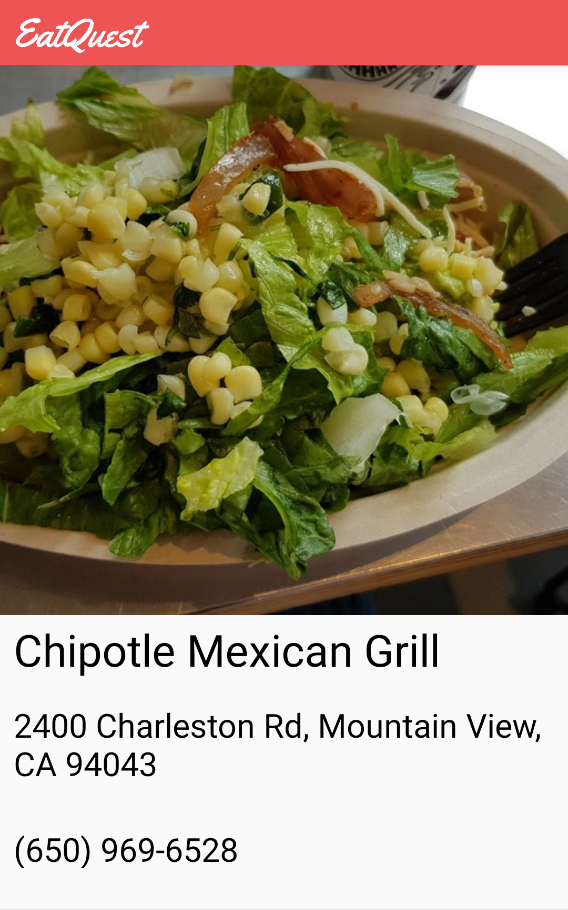 EatQuest
Chipotle Mexican Grill
2400 Charleston Rd, Mountain View,
CA 94043
(650) 969-6528